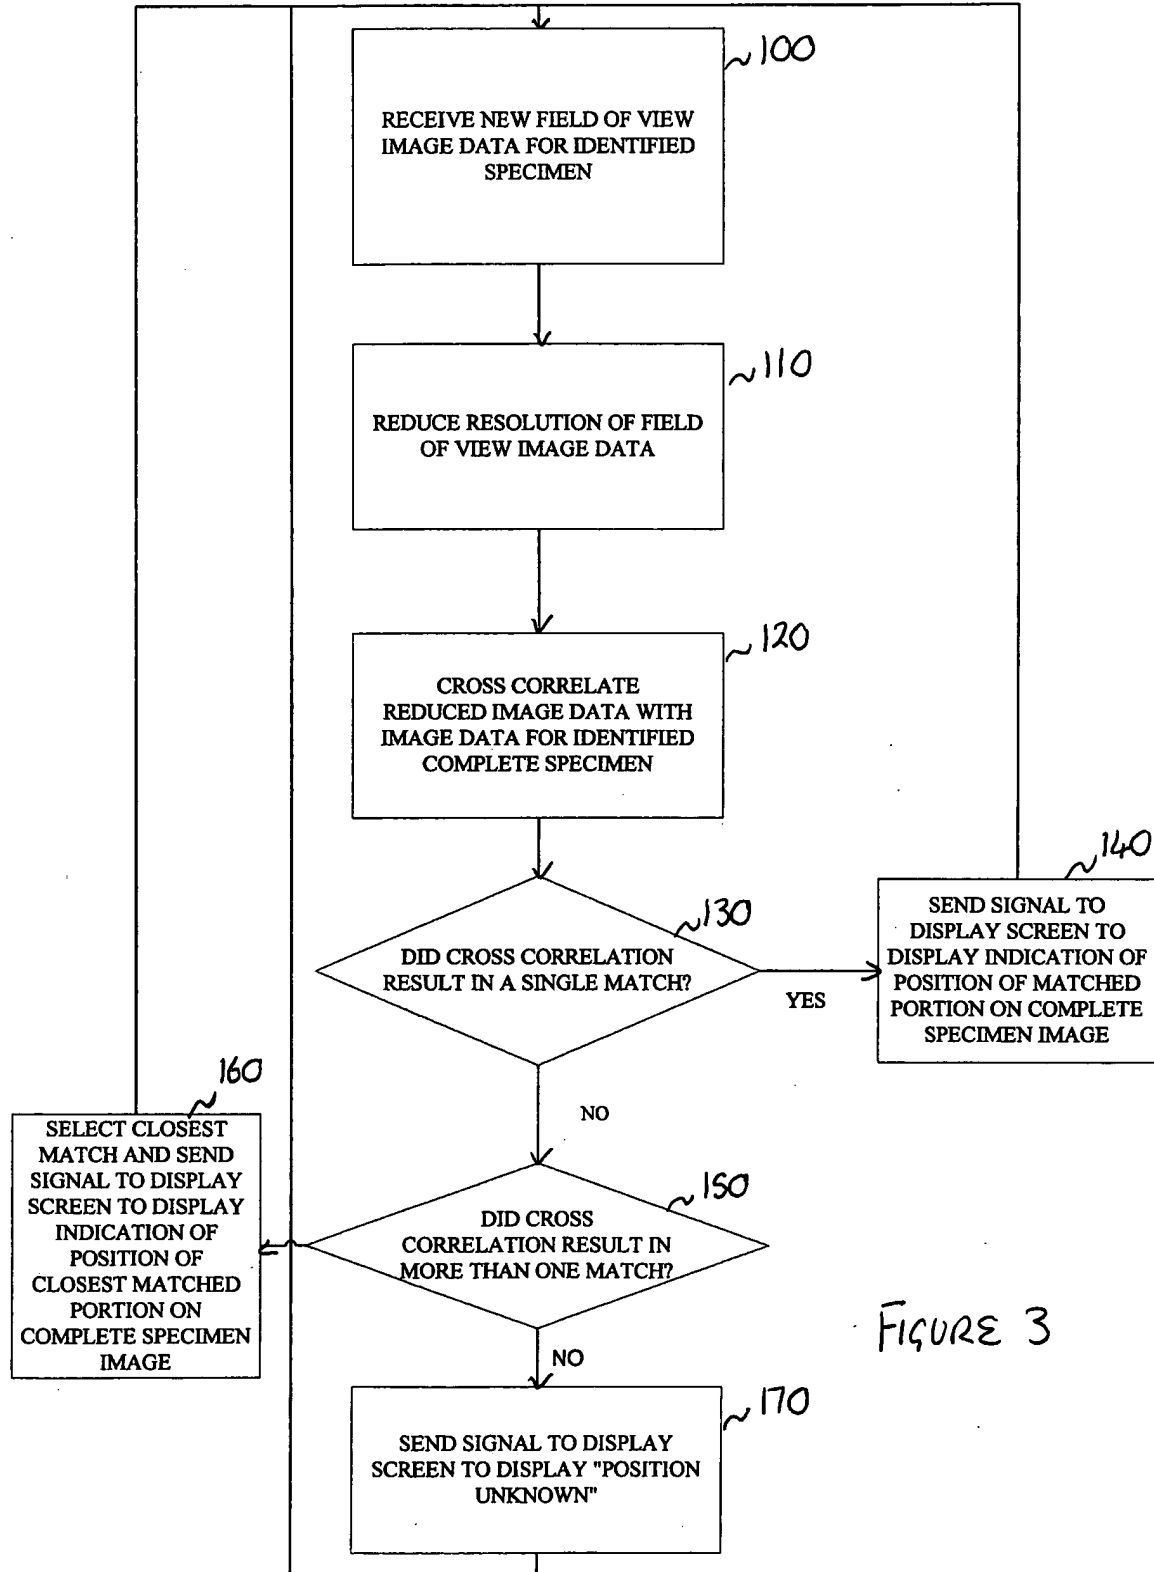 100
RECEIVE NEW FIELD OF VIEW
IMAGE DATA FOR IDENTIFIED
SPECIMEN
110
REDUCE RESOLUTION OF FIELD
OF VIEW IMAGE DATA
120
CROSS CORRELATE
REDUCED IMAGE DATA WITH
IMAGE DATA FOR IDENTIFIED
COMPLETE SPECIMEN
130
DID CROSS CORRELATION
RESULT IN A SINGLE MATCH?
YES
140
SEND SIGNAL TO
DISPLAY SCREEN TO
DISPLAY INDICATION OF
POSITION OF MATCHED
PORTION ON COMPLETE
SPECIMEN IMAGE
NO
160
SELECT CLOSEST
MATCH AND SEND
SIGNAL TO DISPLAY
SCREEN TO DISPLAY
INDICATION OF
POSITION OF
CLOSEST MATCHED
PORTION ON
COMPLETE SPECIMEN
IMAGE
150
DID CROSS
CORRELATION RESULT IN
MORE THAN ONE MATCH?
NO
FIGURE 3
170
SEND SIGNAL TO DISPLAY
SCREEN TO DISPLAY "POSITION
UNKNOWN"